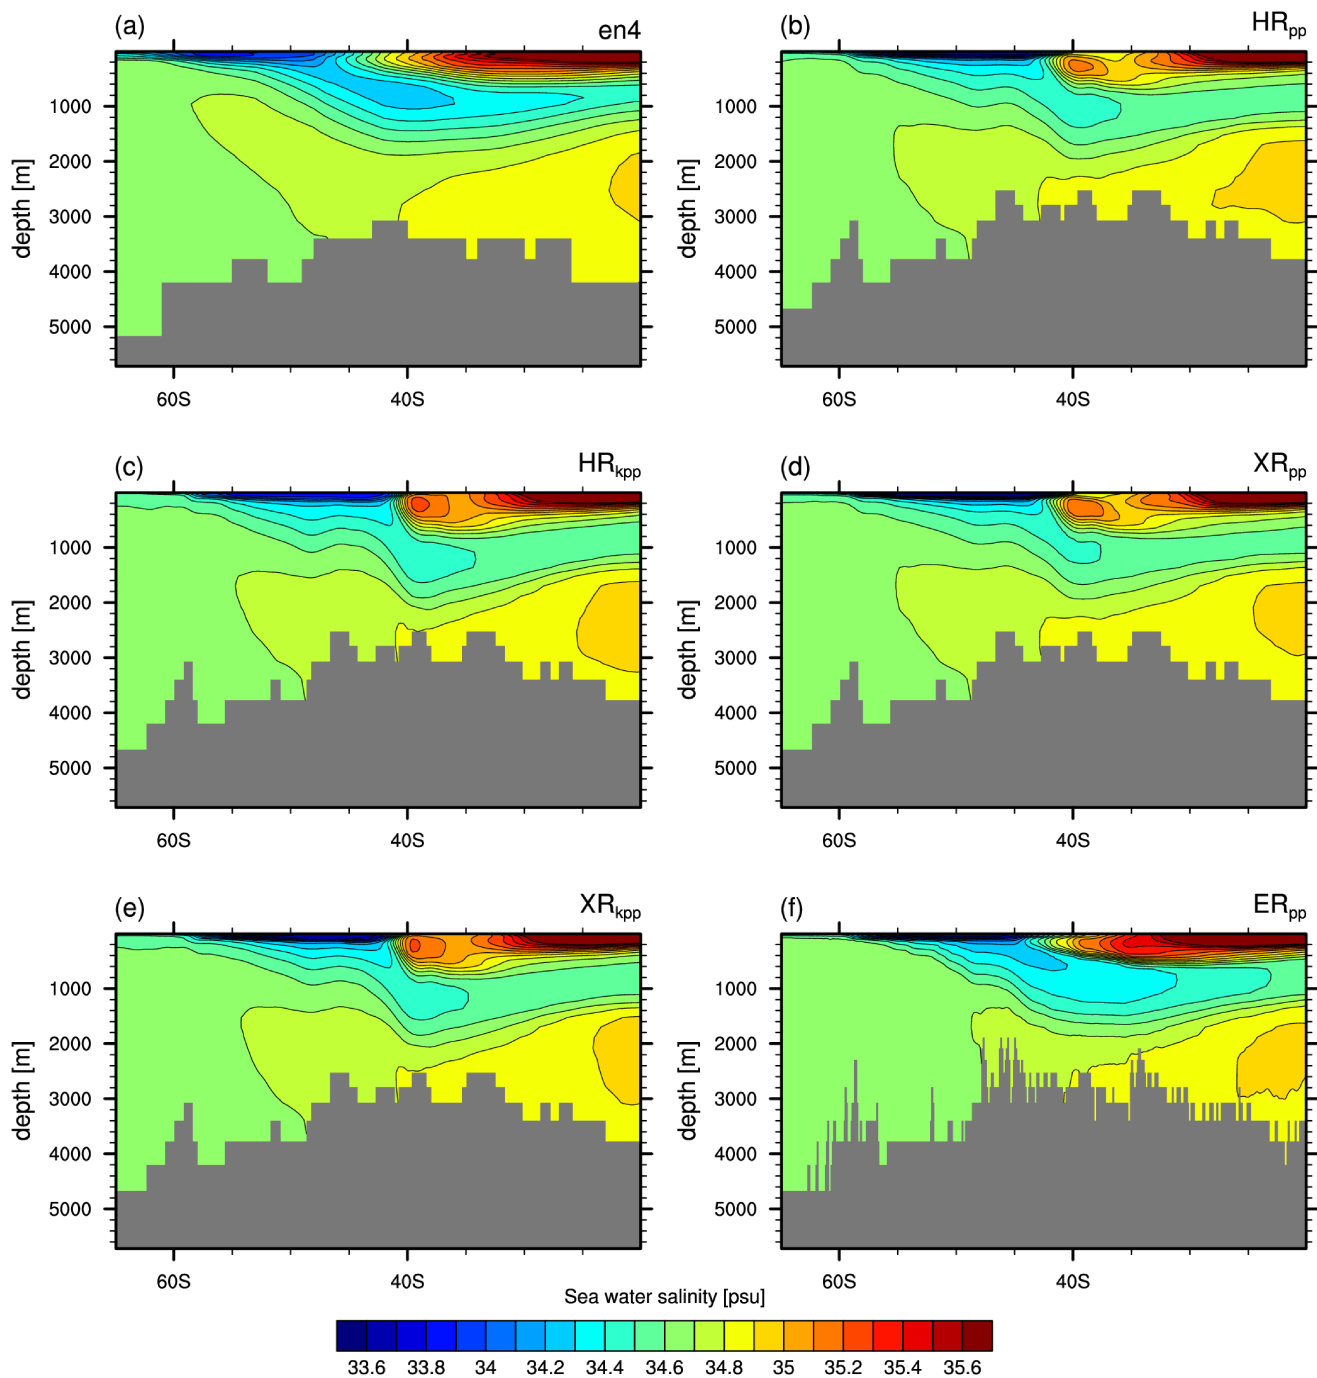 (a) en4
1000
2000
3000
4000
5000
depth [m]
60S 40S
(b) HRpp
1000
2000
3000
4000
5000
depth [m]
60S 40S
(c) HRkpp
1000
2000
3000
4000
5000
depth [m]
60S 40S
(d) XRpp
1000
2000
3000
4000
5000
depth [m]
60S 40S
(e) XRkpp
1000
2000
3000
4000
5000
depth [m]
60S 40S
(f) ERpp
1000
2000
3000
4000
5000
depth [m]
60S 40S
Sea water salinity [psu]
33.6 33.8 34 34.2 34.4 34.6 34.8 35 35.2 35.4 35.6